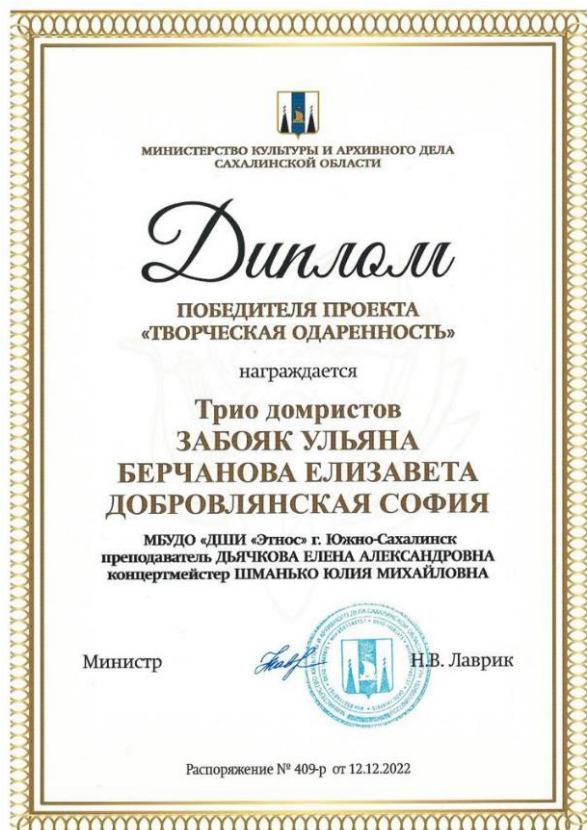 МИНИСТЕРСТВО КУЛЬТУРЫ И АРХИВНОГО ДЕЛА
САХАЛИНСКОЙ ОБЛАСТИ
Диплом
ПОБЕДИТЕЛЯ ПРОЕКТА
«ТВОРЧЕСКАЯ ОДАРЕННОСТЬ»
награждается
Трио домристов
ЗАБОЯК УЛЬЯНА
БЕРЧАНОВА ЕЛИЗАВЕТА
ДОБРОВЛЯНСКАЯ СОФИЯ
МБУДО «ДШИ «Этнос» г. Южно-Сахалинск
преподаватель ДЬЯЧКОВА ЕЛЕНА АЛЕКСАНДРОВНА
концертмейстер ШМАНЬКО ЮЛИЯ МИХАЙЛОВНА
Министр
Н.В. Лаврик
Распоряжение № 409-р от 12.12.2022